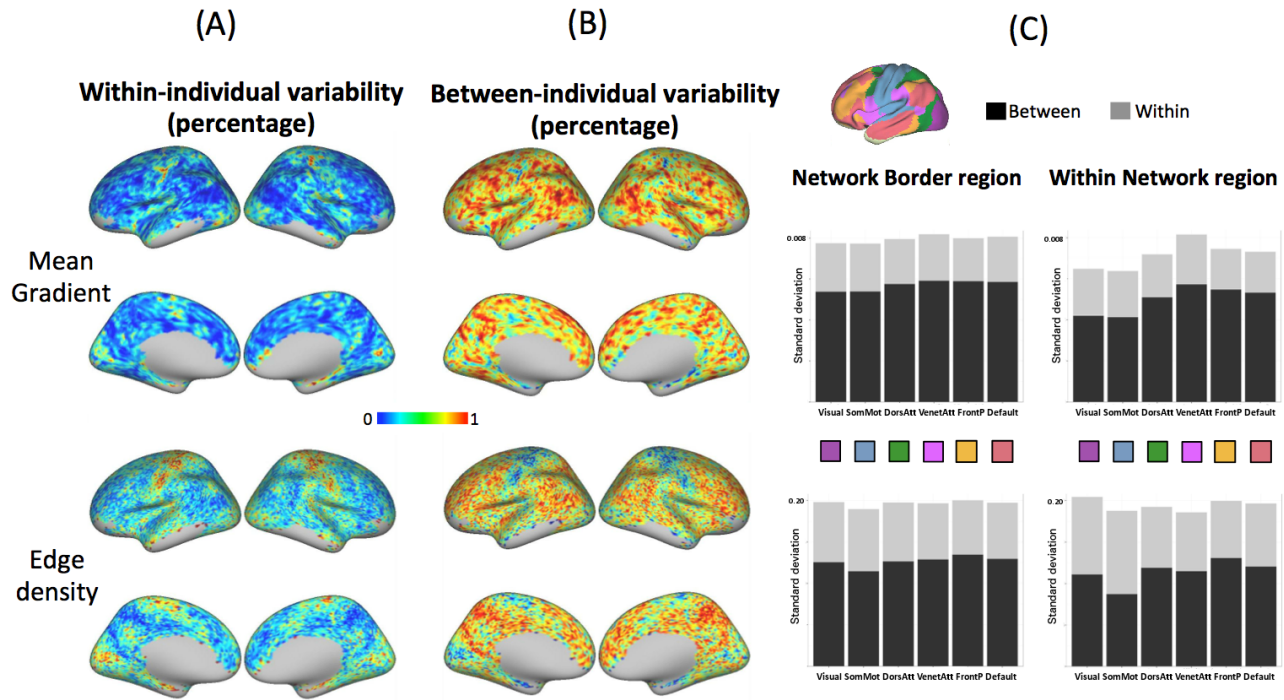 (A)
(B)
(C)
Within-individual variability
(percentage)
Between-individual variability
(percentage)
Between
Within
Network Border region
Within Network region
Mean
Gradient
0.008
Standard deviation
Visual SomMot DorsAtt VenetAtt FrontP Default
0.008
Standard deviation
Visual SomMot DorsAtt VenetAtt FrontP Default
0
1
Edge
density
0.20
Standard deviation
Visual SomMot DorsAtt VenetAtt FrontP Default
0.20
Standard deviation
Visual SomMot DorsAtt VenetAtt FrontP Default